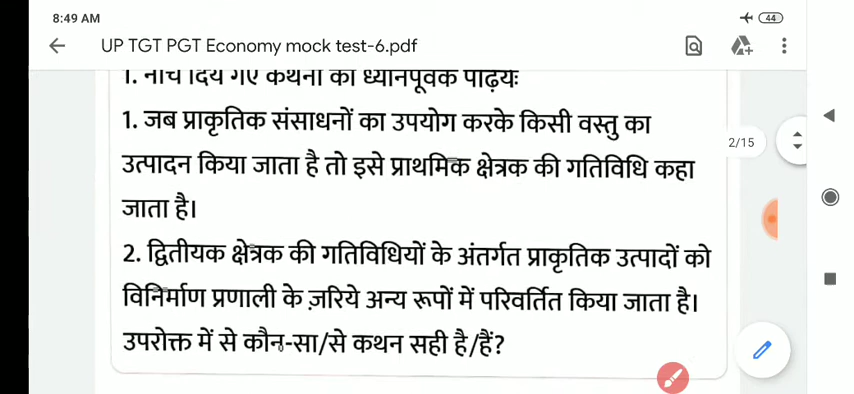 8:49 AM
44
UP TGT PGT Economy mock test-6.pdf
1. नीचे दिये गए कथनों को ध्यानपूर्वक पढ़िये:
1. जब प्राकृतिक संसाधनों का उपयोग करके किसी वस्तु का
उत्पादन किया जाता है तो इसे प्राथमिक क्षेत्रक की गतिविधि कहा
जाता है।
2/15
2. द्वितीयक क्षेत्रक की गतिविधियों के अंतर्गत प्राकृतिक उत्पादों को
विनिर्माण प्रणाली के ज़रिये अन्य रूपों में परिवर्तित किया जाता है।
उपरोक्त में से कौन-सा/से कथन सही है/हैं?